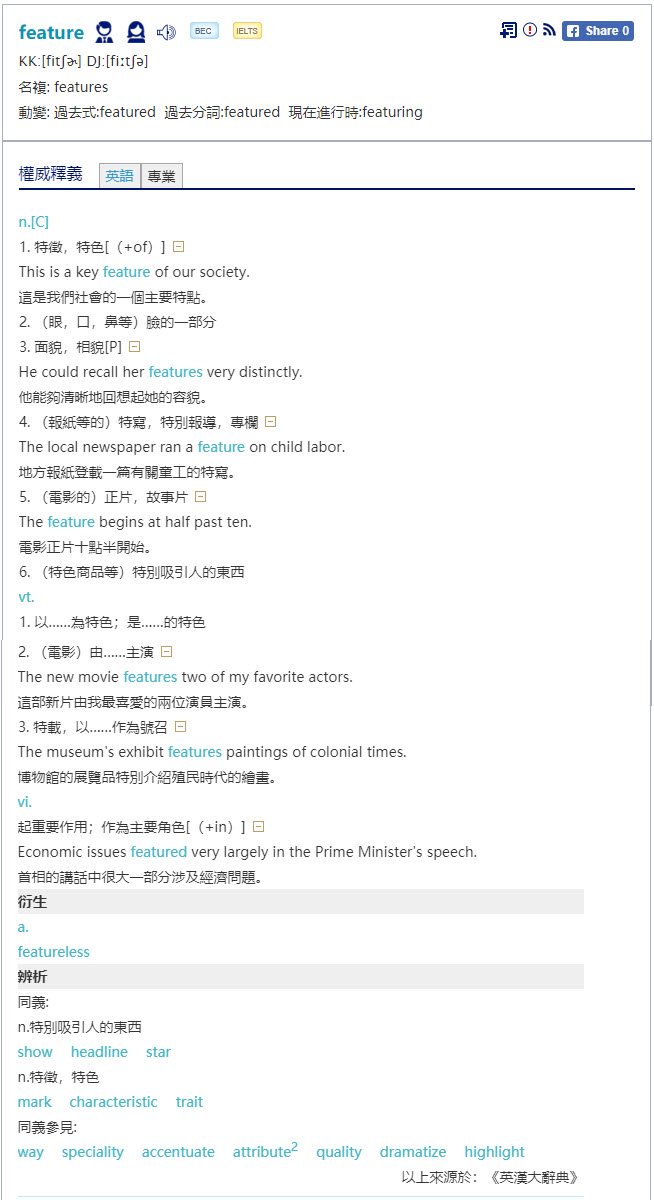 feature BEC IELTS Share 0
KK:[fitʃɚ] DJ:[fiːtʃə]
名複: features
動變: 過去式:featured 過去分詞:featured 現在進行時:featuring
權威釋義 英語 專業
n.[C]
1. 特徵，特色[（+of）]
This is a key feature of our society.
這是我們社會的一個主要特點。
2. （眼，口，鼻等）臉的一部分
3. 面貌，相貌[P]
He could recall her features very distinctly.
他能夠清晰地回想起她的容貌。
4. （報紙等的）特寫，特別報導，專欄
The local newspaper ran a feature on child labor.
地方報紙登載一篇有關童工的特寫。
5. （電影的）正片，故事片
The feature begins at half past ten.
電影正片十點半開始。
6. （特色商品等）特別吸引人的東西
vt.
1. 以......為特色；是......的特色
2. （電影）由......主演
The new movie features two of my favorite actors.
這部新片由我最喜愛的兩位演員主演。
3. 特載，以......作為號召
The museum's exhibit features paintings of colonial times.
博物館的展覽品特別介紹殖民時代的繪畫。
vi.
起重要作用；作為主要角色[（+in）]
Economic issues featured very largely in the Prime Minister's speech.
首相的講話中很大一部分涉及經濟問題。
衍生
a.
featureless
辨析
同義:
n.特別吸引人的東西
show headline star
n.特徵，特色
mark characteristic trait
同義參見:
way speciality accentuate attribute2 quality dramatize highlight
以上來源於：《英漢大辭典》